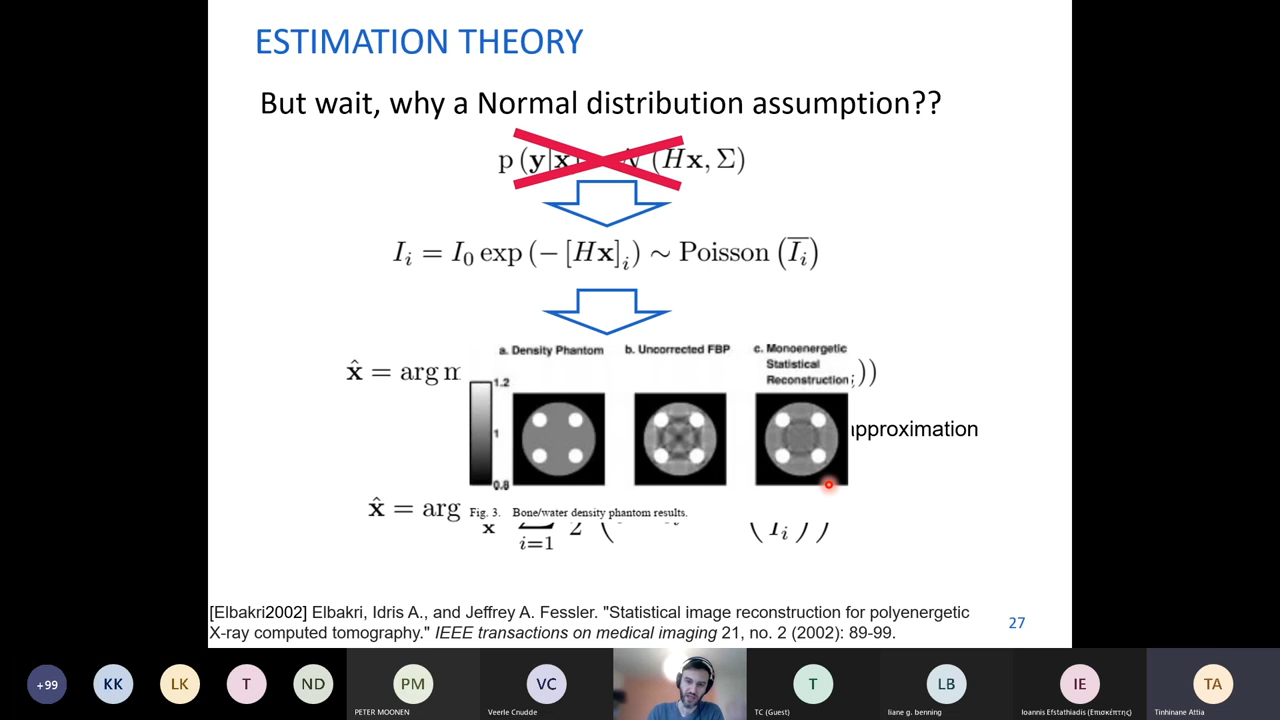 ESTIMATION THEORY
But wait, why a Normal distribution assumption??
p(y|x) (Hx, Σ)
I_i = I_0 exp(−[Hx]_i) ∼ Poisson(\overline{I_i})
a. Density Phantom
b. Uncorrected FBP
c. Monoenergetic
Statistical
Reconstruction
x̂ = arg
))
1.2
1
0.8
approximation
x̂ = arg
x
Fig. 3. Bone/water density phantom results.
i=1
2
(I_i))
[Elbakri2002] Elbakri, Idris A., and Jeffrey A. Fessler. "Statistical image reconstruction for polyenergetic
X-ray computed tomography." IEEE transactions on medical imaging 21, no. 2 (2002): 89-99.
27
+99
KK
LK
T
ND
PM
PETER MOONEN
VC
Veerle Cnudde
T
TC (Guest)
LB
liane g. benning
IE
Ioannis Efstathiadis (Επισκέπτης)
TA
Tinhinane Attia